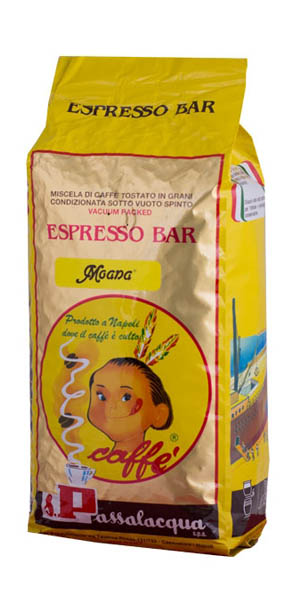 ESPRESSO BAR
MISCELA DI CAFFÈ TOSTATO IN GRANI
CONDIZIONATA SOTTO VUOTO SPINTO
VACUUM PACKED
ESPRESSO BAR
Moana®
Prodotto a Napoli
dove il caffè è culto!
caffè®
S. Passalacqua
s.p.a.